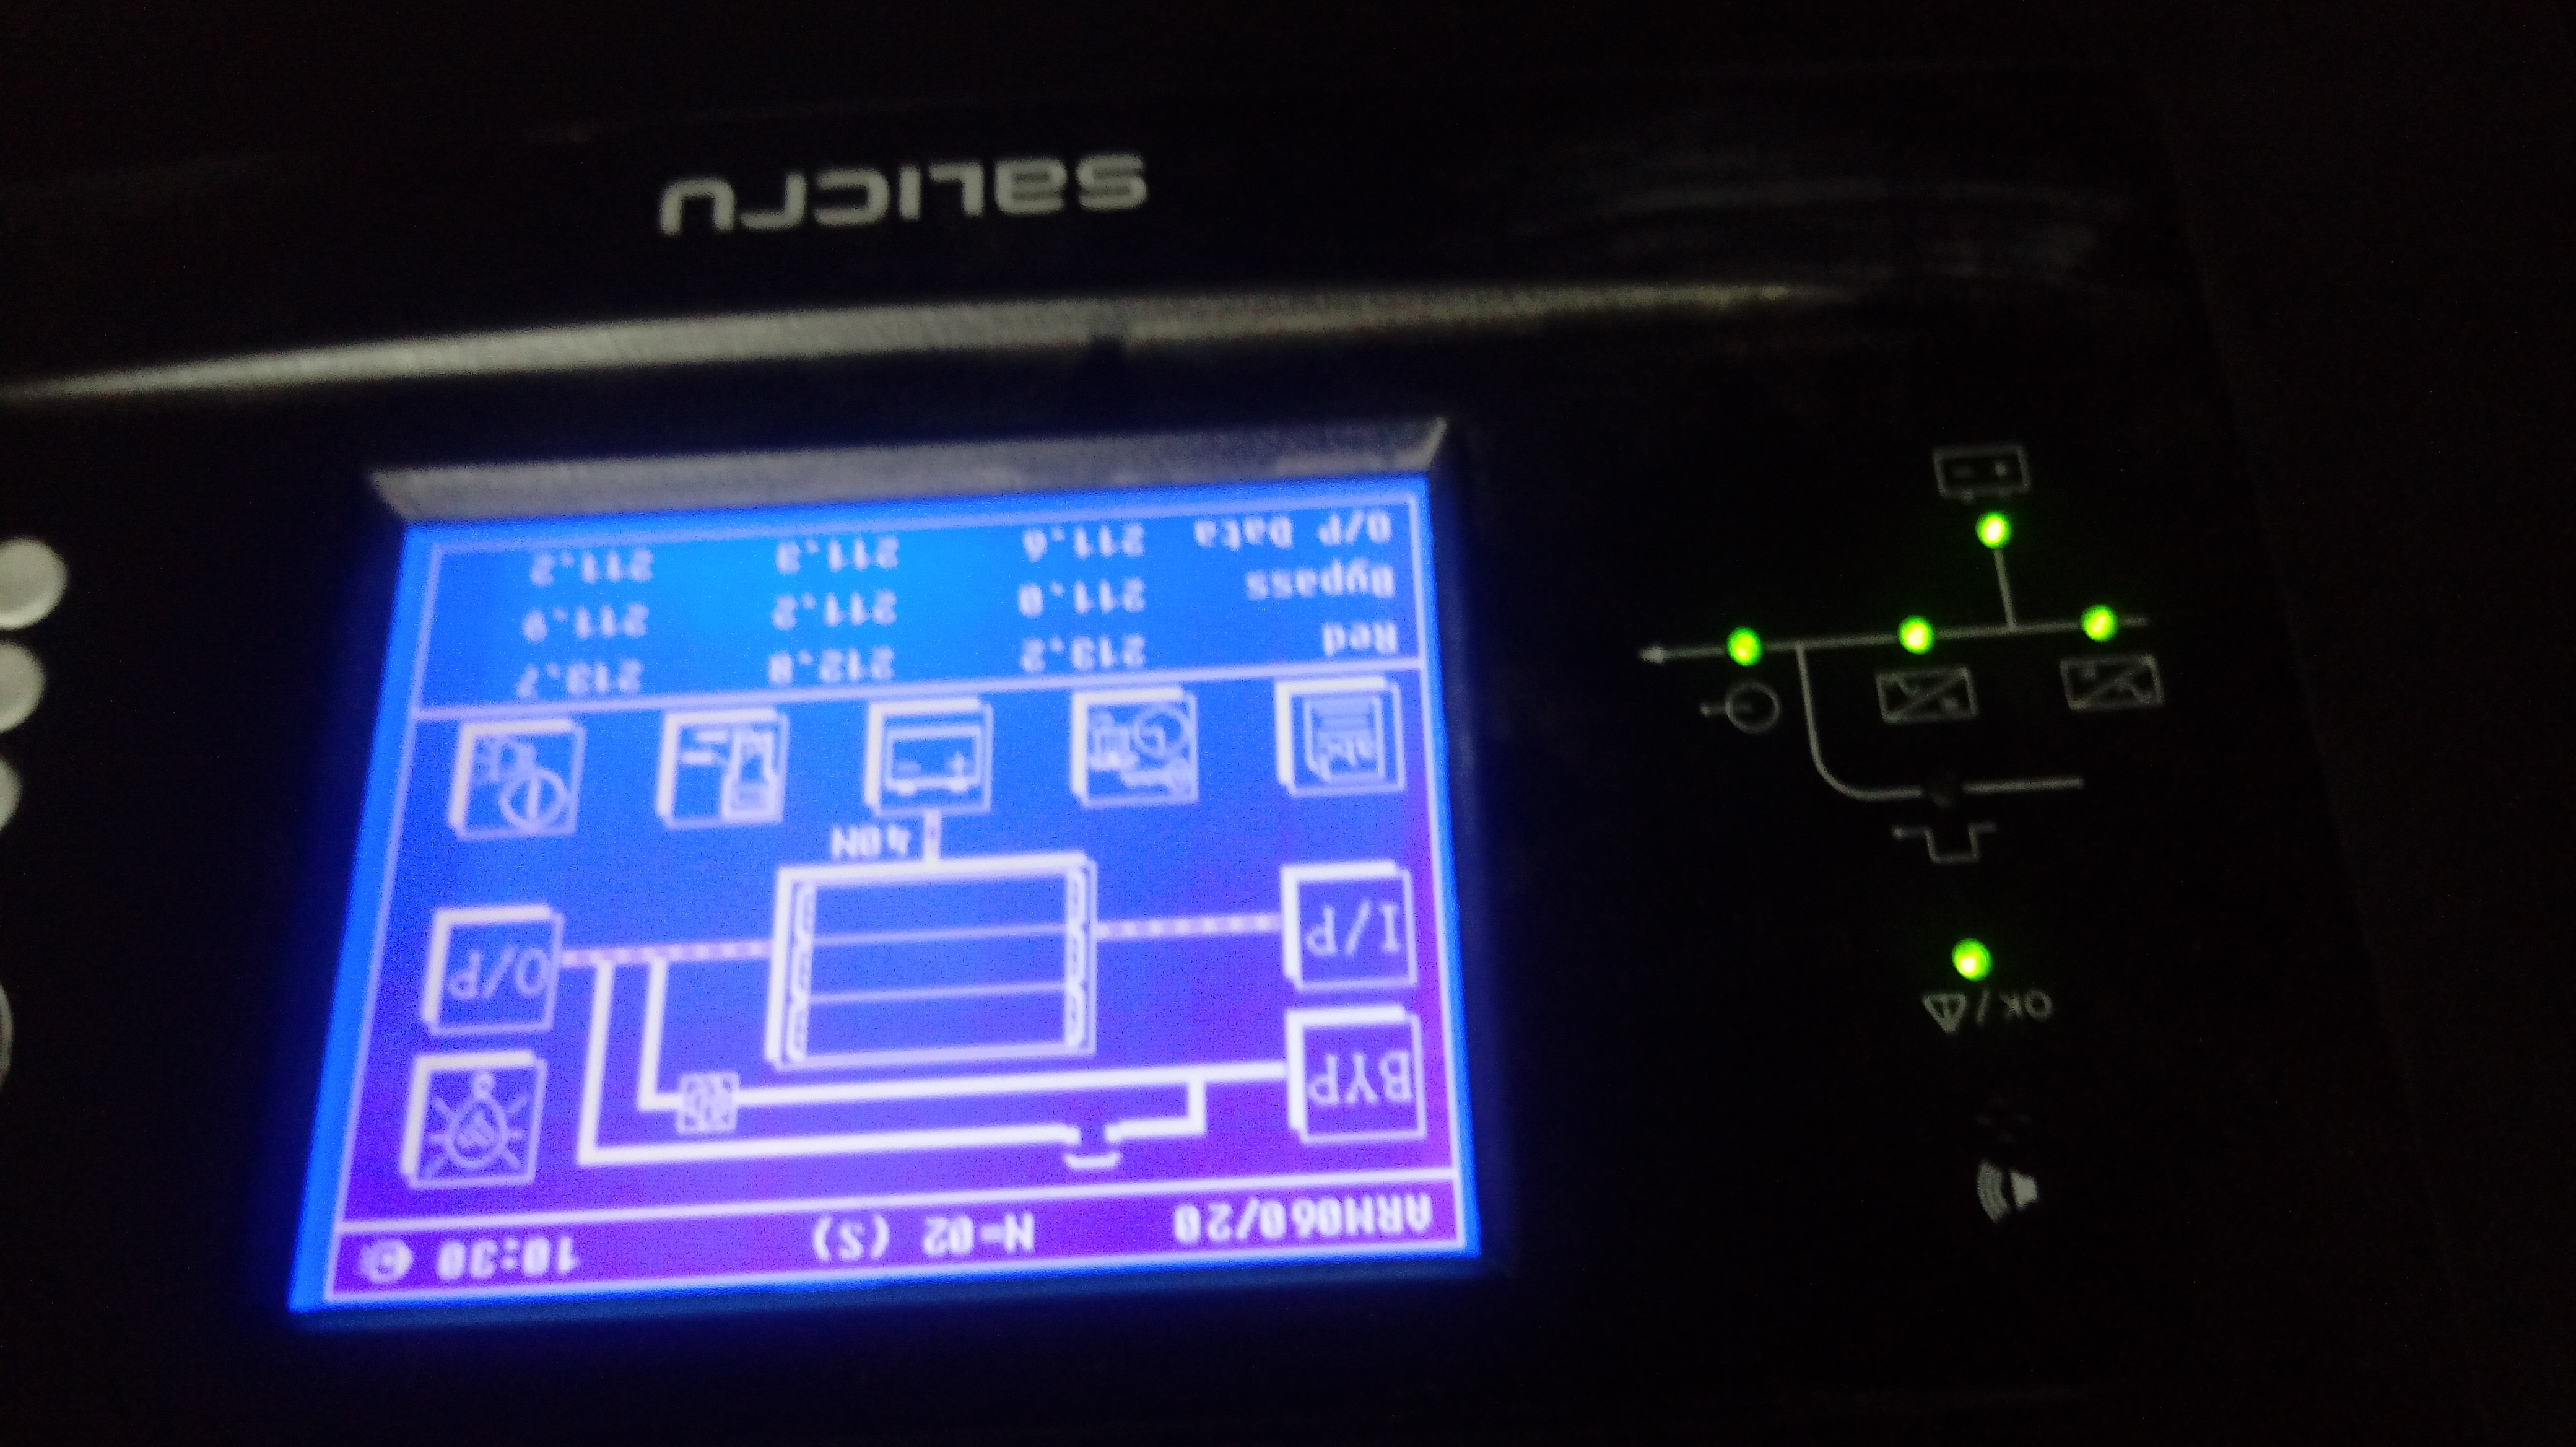 OK/
ARM060/20 N=02 (S) 10:30
BYP
I/P
O/P
40N
abc
Red 213.2 212.8 213.7
Bypass 211.0 211.2 211.9
O/P Data 211.6 211.3 211.2
salicru